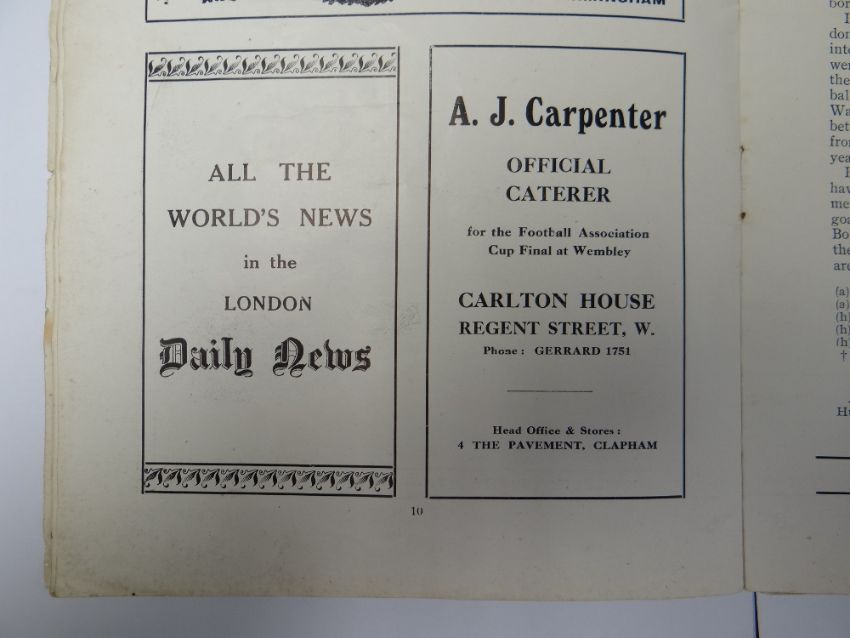 ALL THE
WORLD'S NEWS
in the
LONDON
Daily News
A. J. Carpenter
OFFICIAL
CATERER
for the Football Association
Cup Final at Wembley
CARLTON HOUSE
REGENT STREET, W.
Phone: GERRARD 1751
Head Office & Stores:
4 THE PAVEMENT, CLAPHAM
10
(a)
(a)
(h)
(h)
(h)
†